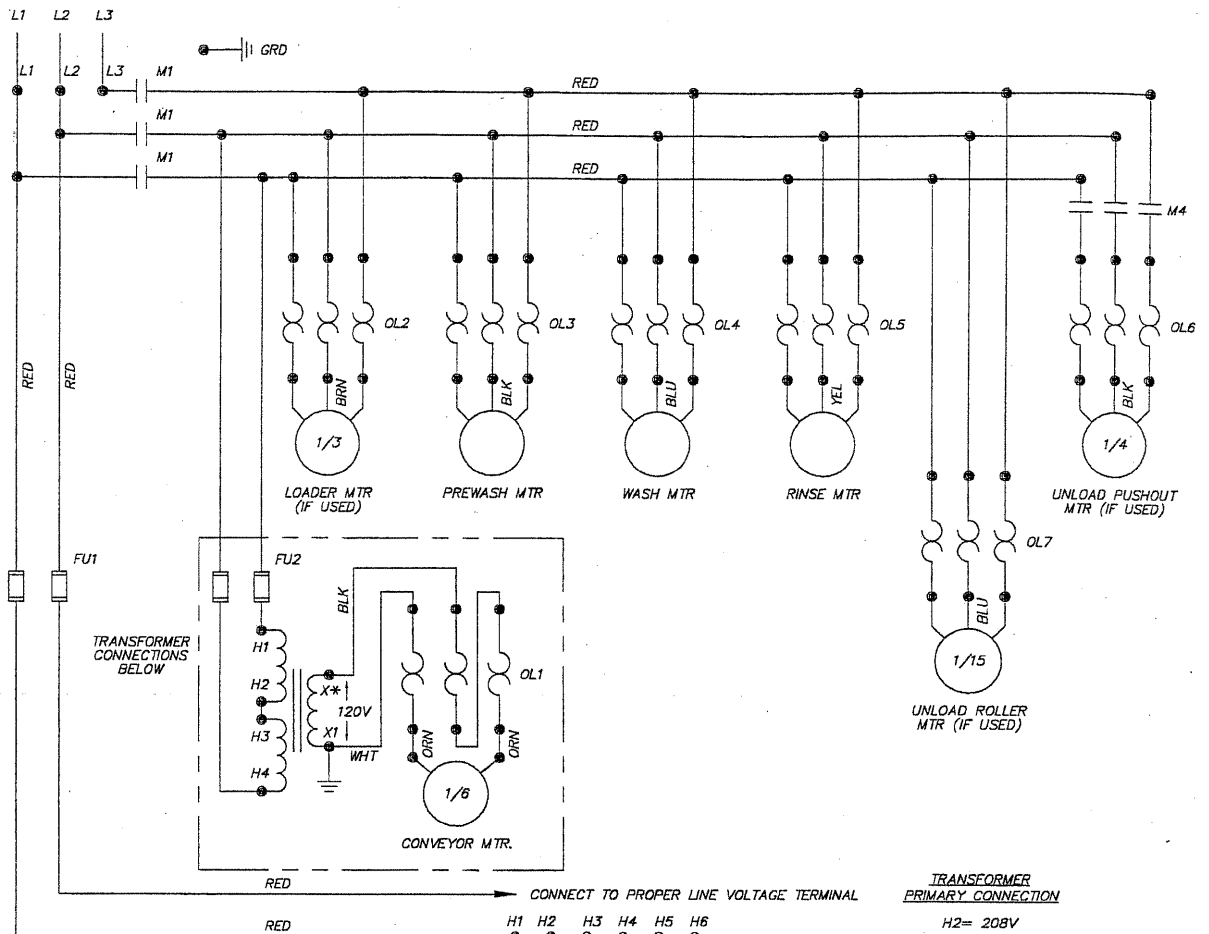 L1 L2 L3
GRD
L1 L2 L3 M1
RED
M1
RED
M1
RED
M4
OL2
OL3
OL4
OL5
OL6
RED
RED
BRN
BLK
BLU
YEL
BLK
1/3
1/4
LOADER MTR
(IF USED)
PREWASH MTR
WASH MTR
RINSE MTR
UNLOAD PUSHOUT
MTR (IF USED)
OL7
FU1
FU2
BLK
BLU
TRANSFORMER
CONNECTIONS
BELOW
H1
H2
H3
H4
X*
120V
X1
WHT
OL1
ORN
ORN
1/6
CONVEYOR MTR.
1/15
UNLOAD ROLLER
MTR (IF USED)
RED
CONNECT TO PROPER LINE VOLTAGE TERMINAL
TRANSFORMER
PRIMARY CONNECTION
RED
H1 H2 H3 H4 H5 H6
H2= 208V